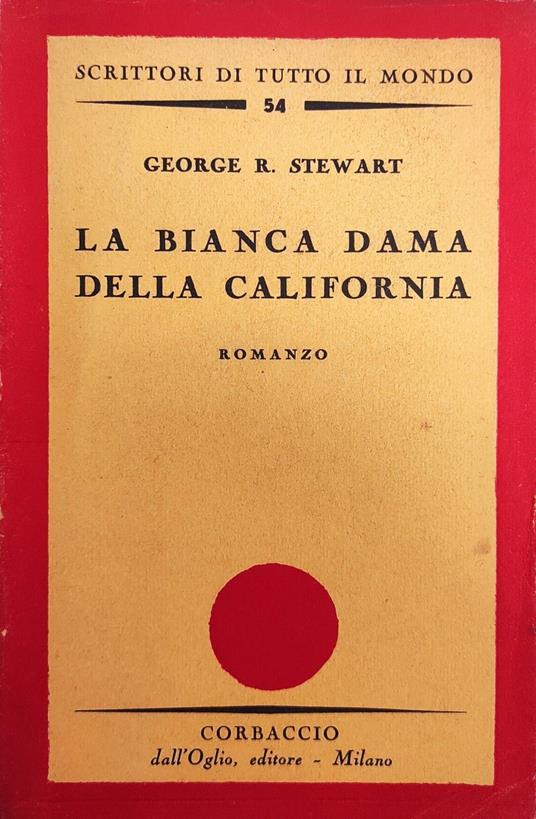 SCRITTORI DI TUTTO IL MONDO
54
GEORGE R. STEWART
LA BIANCA DAMA
DELLA CALIFORNIA
ROMANZO
CORBACCIO
dall'Oglio, editore - Milano